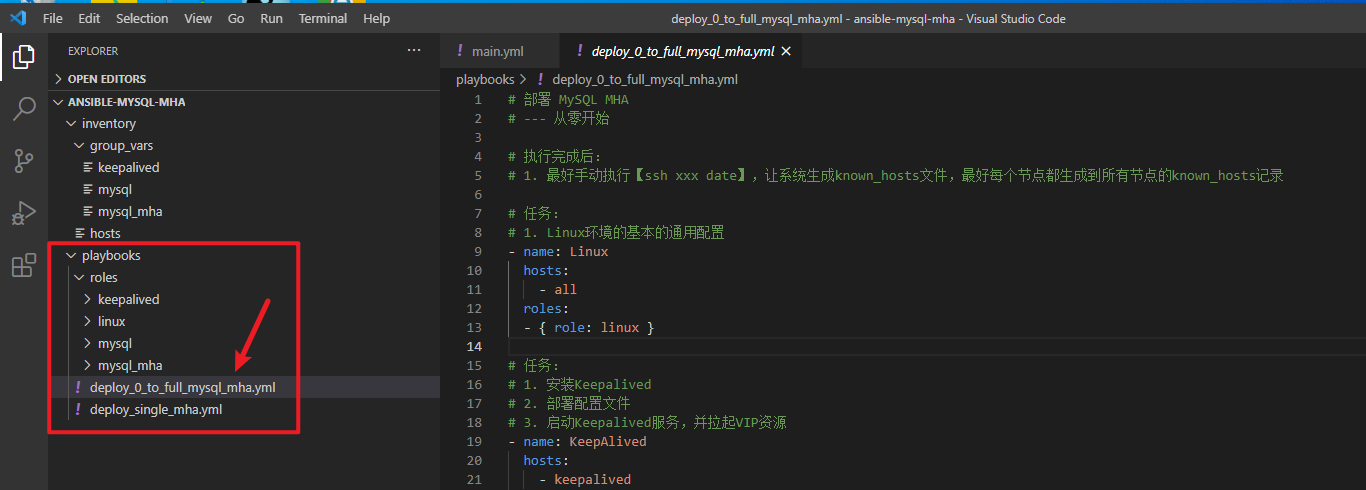 File Edit Selection View Go Run Terminal Help
deploy_0_to_full_mysql_mha.yml - ansible-mysql-mha - Visual Studio Code
EXPLORER
OPEN EDITORS
ANSIBLE-MYSQL-MHA
inventory
group_vars
keepalived
mysql
mysql_mha
hosts
playbooks
roles
keepalived
linux
mysql
mysql_mha
! deploy_0_to_full_mysql_mha.yml
! deploy_single_mha.yml
! main.yml
! deploy_0_to_full_mysql_mha.yml
playbooks > ! deploy_0_to_full_mysql_mha.yml
1 # 部署 MySQL MHA
2 # --- 从零开始
3
4 # 执行完成后:
5 # 1. 最好手动执行【ssh xxx date】,让系统生成known_hosts文件,最好每个节点都生成到所有节点的known_hosts记录
6
7 # 任务:
8 # 1. Linux环境的基本的通用配置
9 - name: Linux
10 hosts:
11 - all
12 roles:
13 - { role: linux }
14
15 # 任务:
16 # 1. 安装Keepalived
17 # 2. 部署配置文件
18 # 3. 启动Keepalived服务,并拉起VIP资源
19 - name: KeepAlived
20 hosts:
21 - keepalived